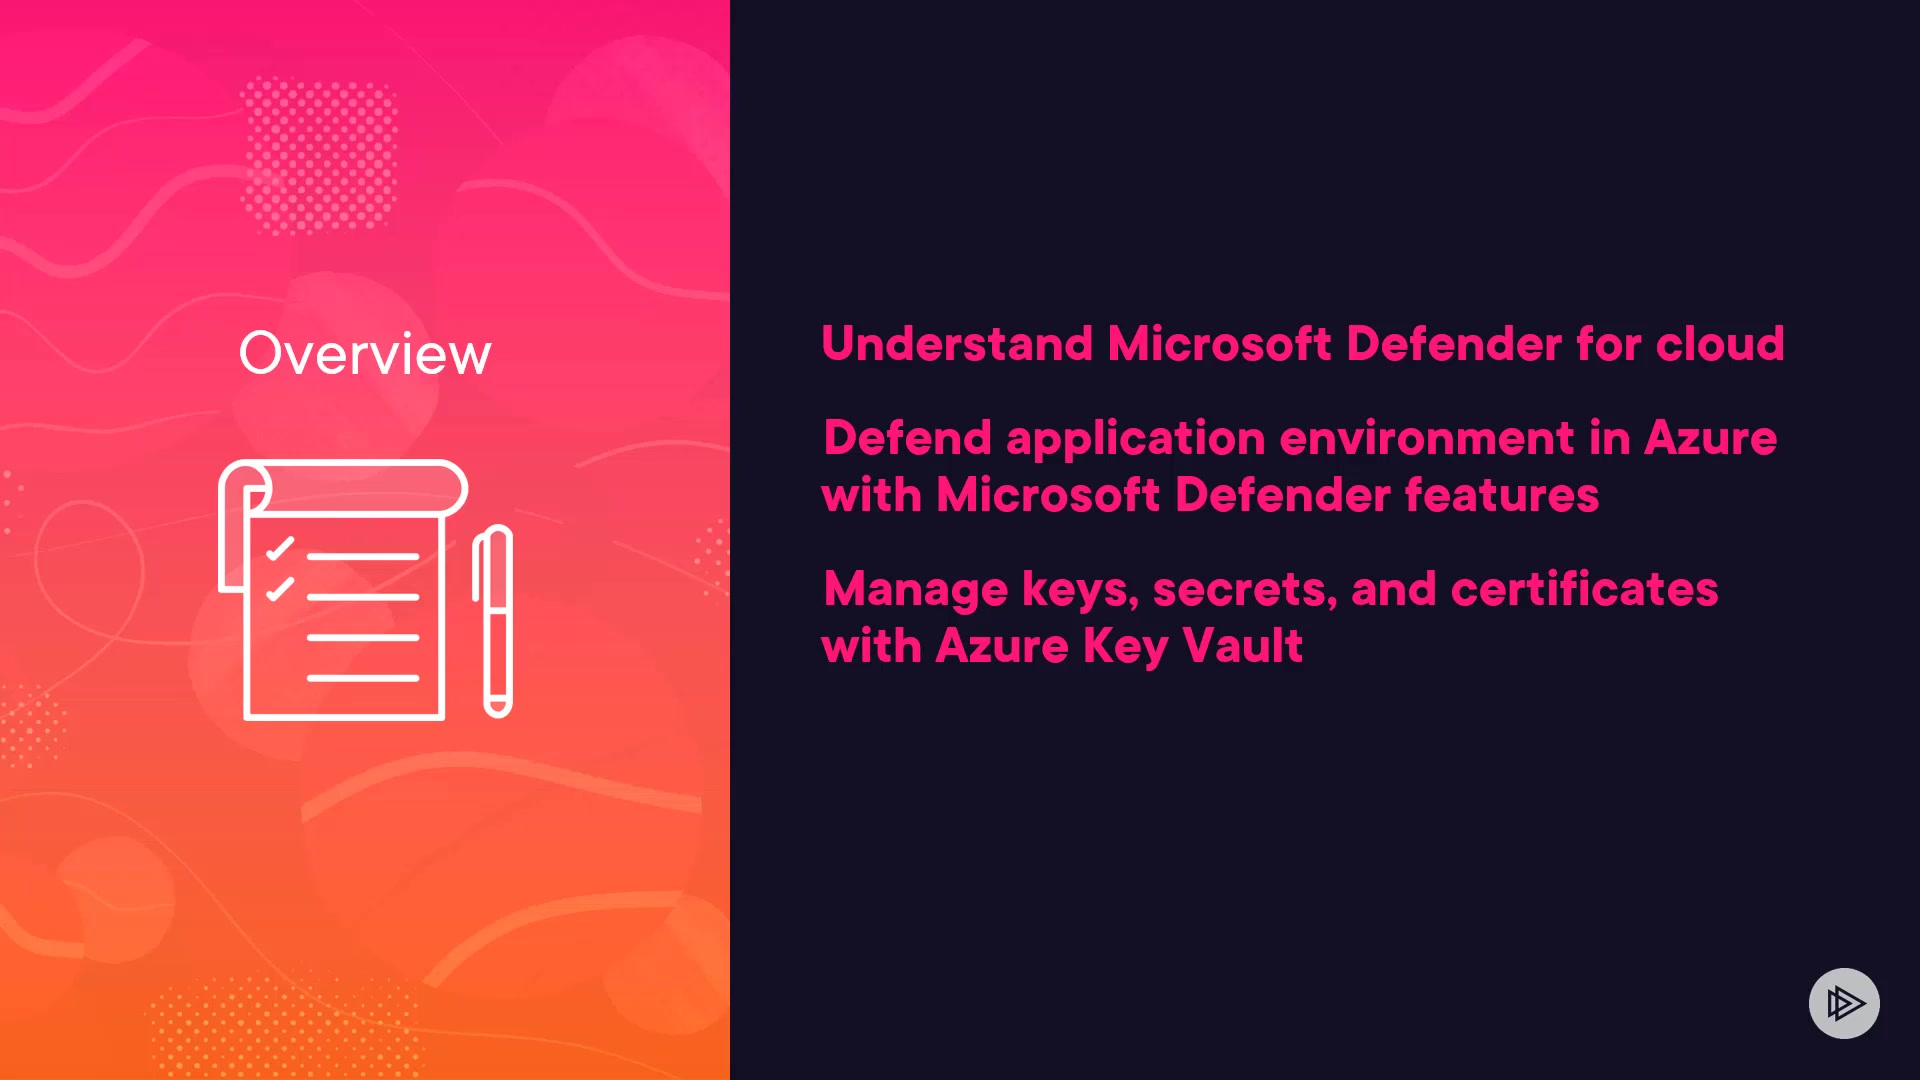 Overview
Understand Microsoft Defender for cloud
Defend application environment in Azure
with Microsoft Defender features
Manage keys, secrets, and certificates
with Azure Key Vault